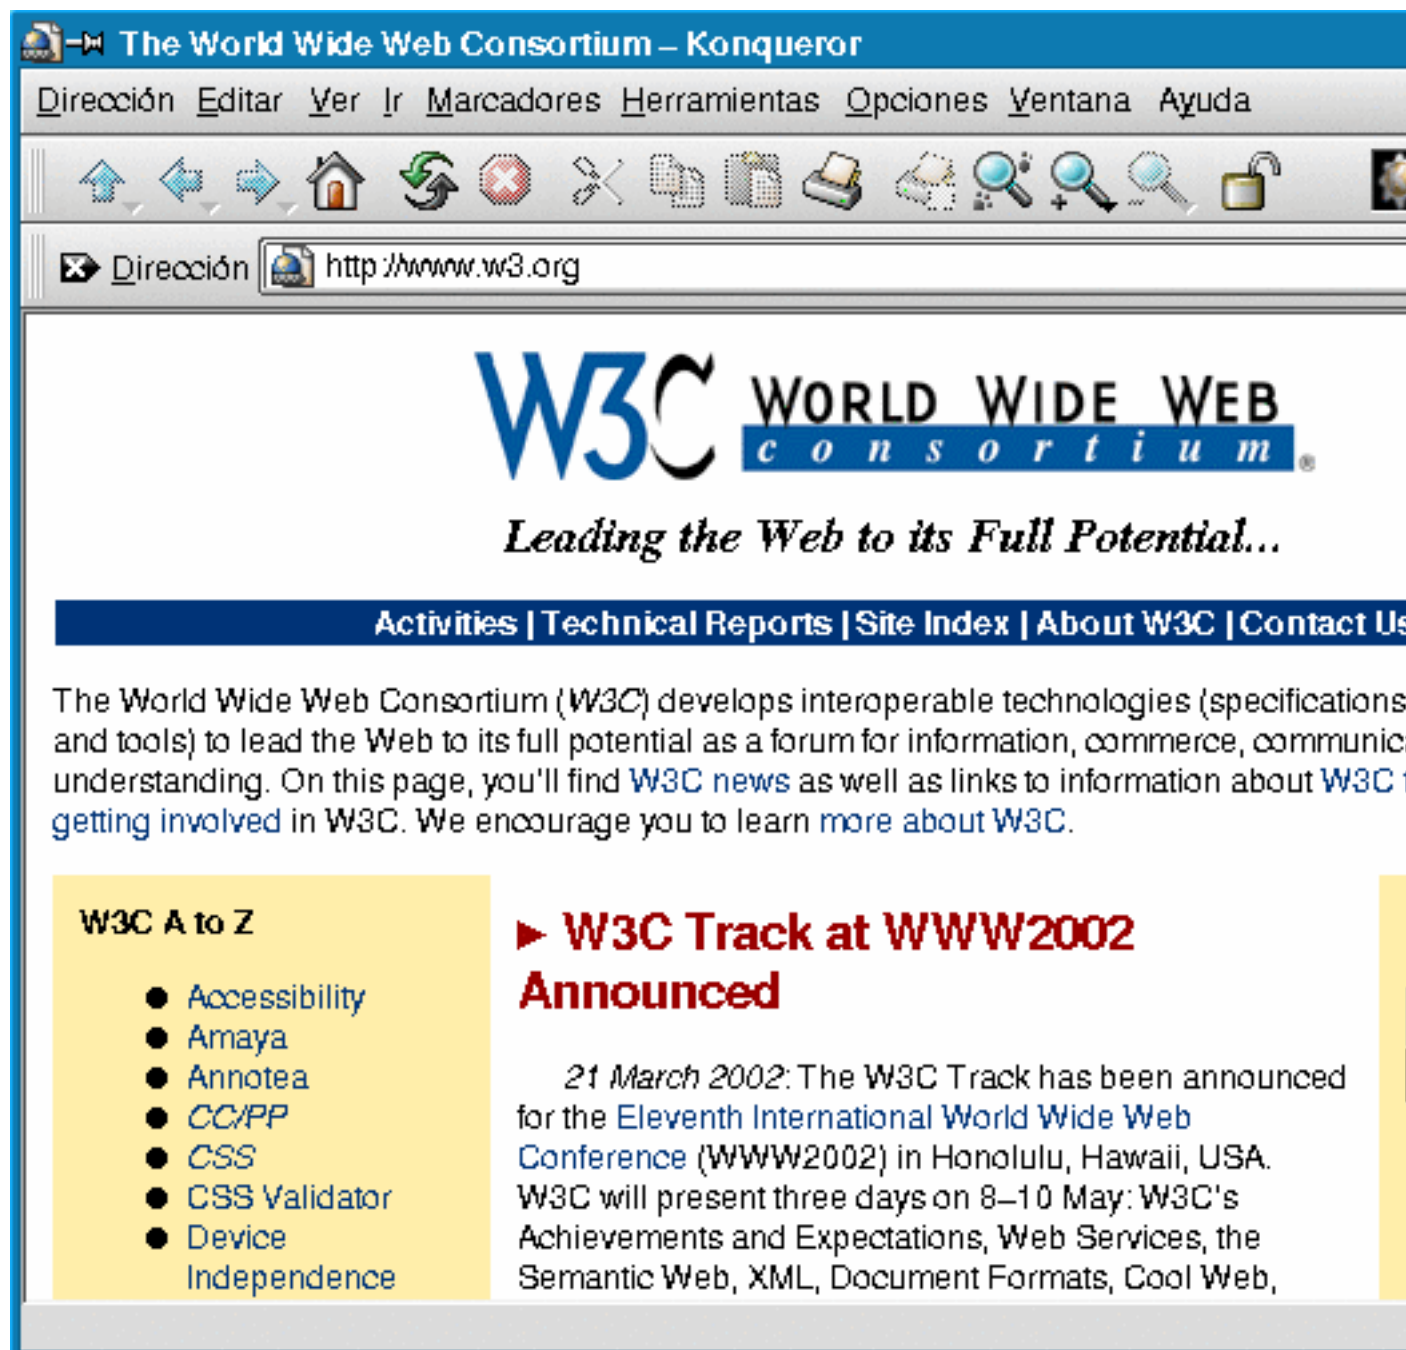 The World Wide Web Consortium – Konqueror
Dirección Editar Ver Ir Marcadores Herramientas Opciones Ventana Ayuda
Dirección http://www.w3.org
W3C WORLD WIDE WEB
consortium ®
Leading the Web to its Full Potential...
Activities | Technical Reports | Site Index | About W3C | Contact Us
The World Wide Web Consortium (W3C) develops interoperable technologies (specifications
and tools) to lead the Web to its full potential as a forum for information, commerce,
understanding. On this page, you'll find W3C news as well as links to information about W3C
getting involved in W3C. We encourage you to learn more about W3C.
W3C A to Z
Accessibility
Amaya
Annotea
CC/PP
CSS
CSS Validator
Device
Independence
► W3C Track at WWW2002
Announced
21 March 2002: The W3C Track has been announced
for the Eleventh International World Wide Web
Conference (WWW2002) in Honolulu, Hawaii, USA.
W3C will present three days on 8–10 May: W3C's
Achievements and Expectations, Web Services, the
Semantic Web, XML, Document Formats, Cool Web,